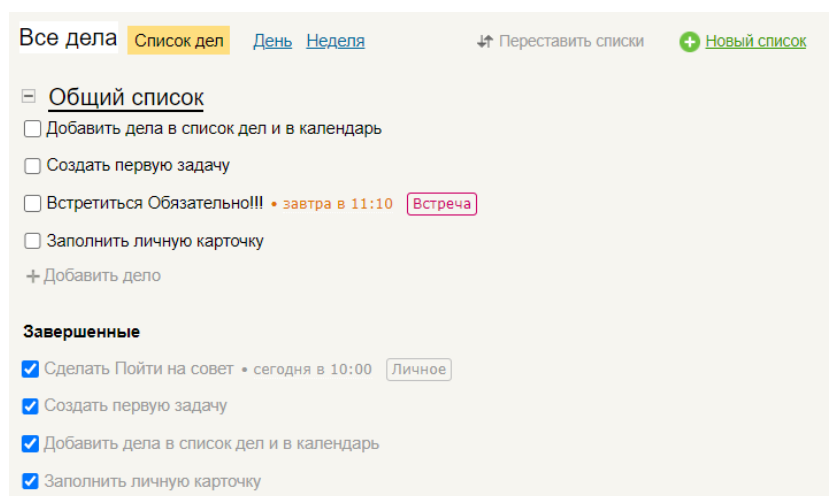 Все дела Список дел День Неделя Переставить списки Новый список
Общий список
Добавить дела в список дел и в календарь
Создать первую задачу
Встретиться Обязательно!!! • завтра в 11:10 Встреча
Заполнить личную карточку
+ Добавить дело
Завершенные
Сделать Пойти на совет • сегодня в 10:00 Личное
Создать первую задачу
Добавить дела в список дел и в календарь
Заполнить личную карточку